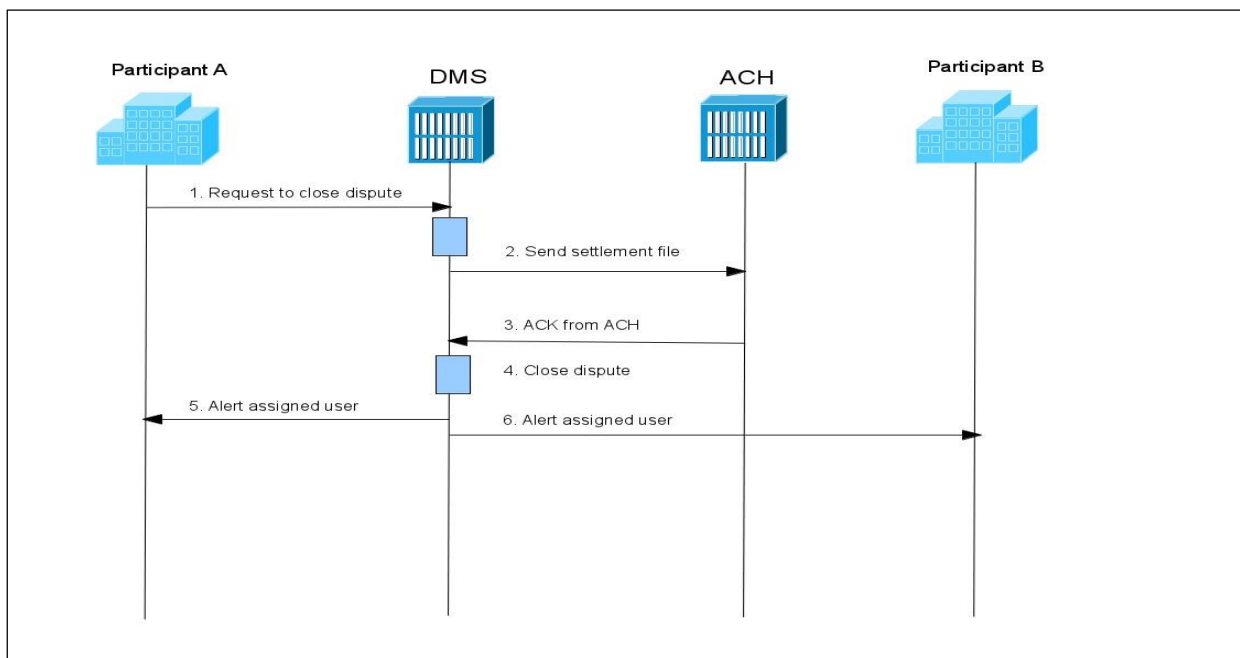 Participant A
DMS
ACH
Participant B
1. Request to close dispute
2. Send settlement file
3. ACK from ACH
4. Close dispute
5. Alert assigned user
6. Alert assigned user